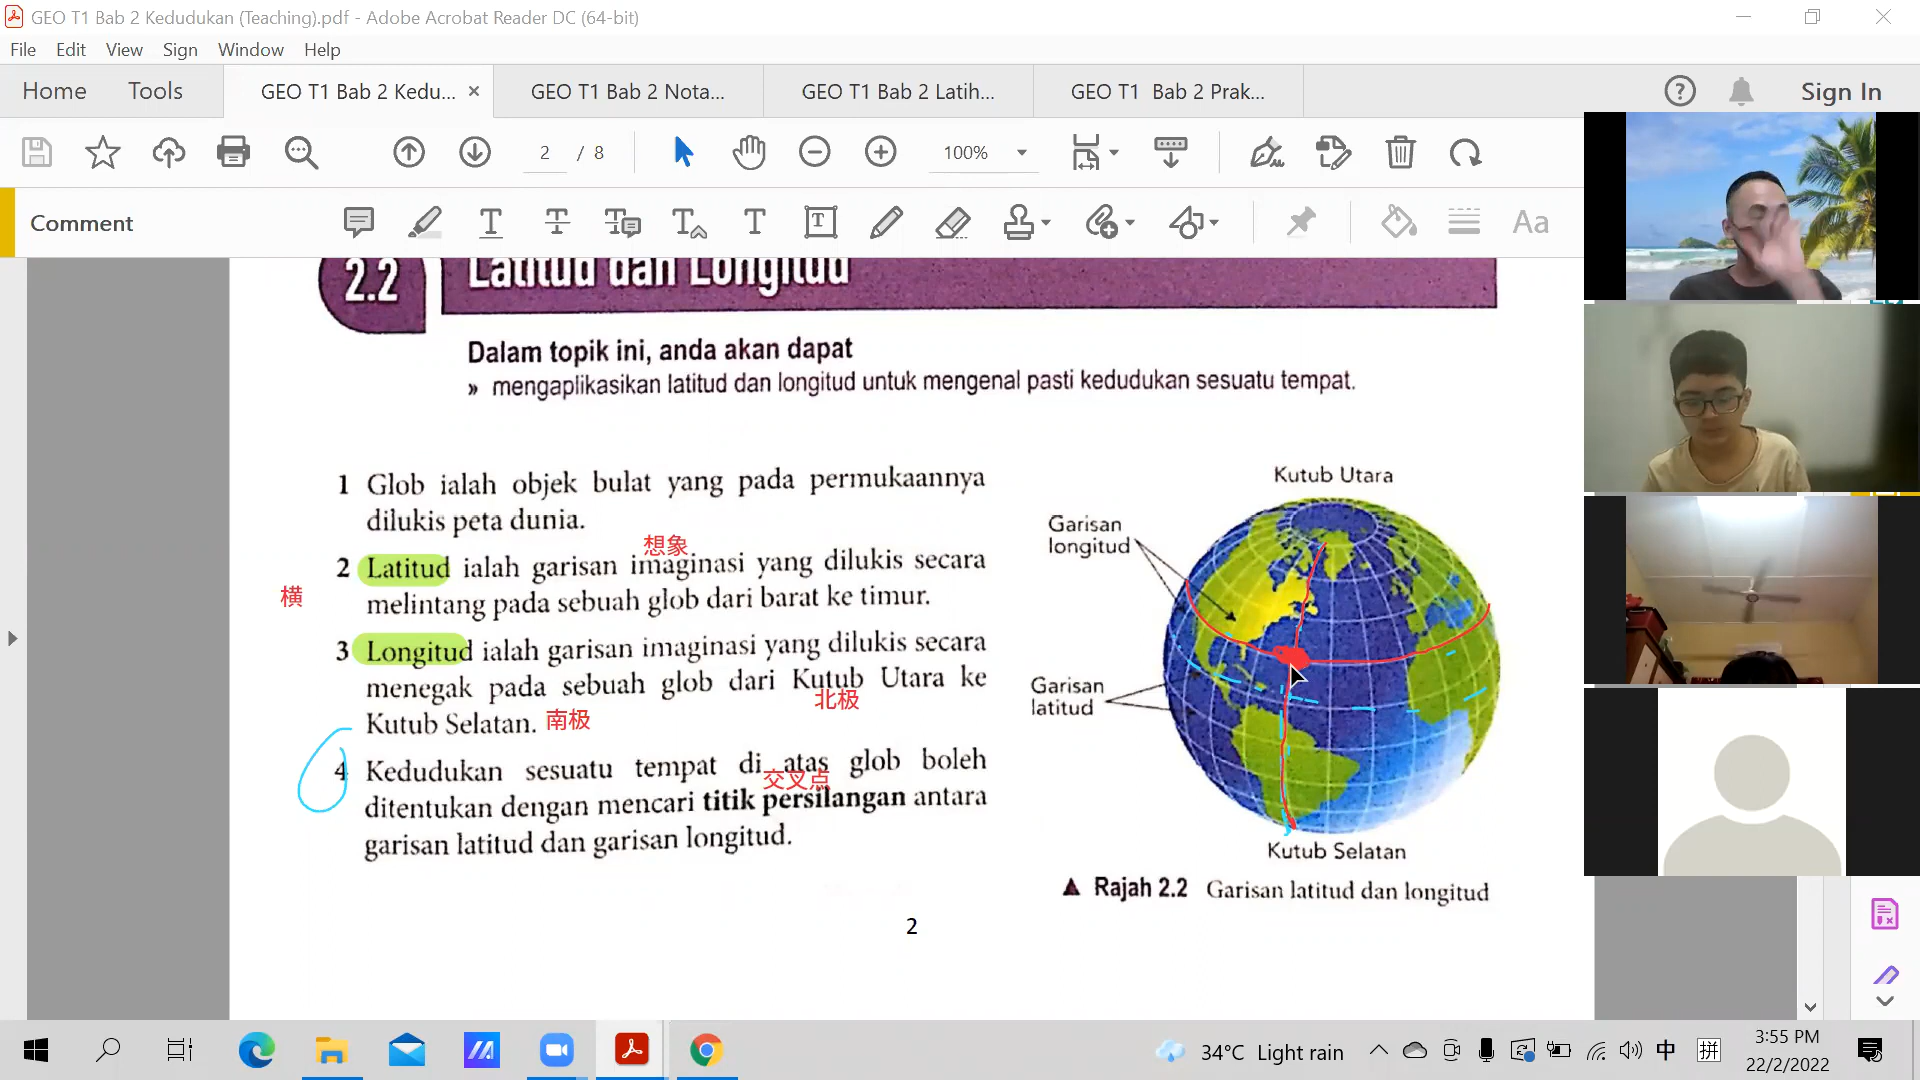 GEO T1 Bab 2 Kedudukan (Teaching).pdf - Adobe Acrobat Reader DC (64-bit)
File Edit View Sign Window Help
Home Tools GEO T1 Bab 2 Kedu... × GEO T1 Bab 2 Nota... GEO T1 Bab 2 Latih... GEO T1 Bab 2 Prak... Sign In
2 / 8 100%
Comment
2.2 Latitud dan Longitud
Dalam topik ini, anda akan dapat
» mengaplikasikan latitud dan longitud untuk mengenal pasti kedudukan sesuatu tempat.
1 Glob ialah objek bulat yang pada permukaannya
dilukis peta dunia.
想象
2 Latitud ialah garisan imaginasi yang dilukis secara
横
melintang pada sebuah glob dari barat ke timur.
3 Longitud ialah garisan imaginasi yang dilukis secara
menegak pada sebuah glob dari Kutub Utara ke
北极
Kutub Selatan. 南极
4 Kedudukan sesuatu tempat di atas glob boleh
交叉点
ditentukan dengan mencari titik persilangan antara
garisan latitud dan garisan longitud.
Kutub Utara
Garisan
longitud
Garisan
latitud
Kutub Selatan
▲ Rajah 2.2 Garisan latitud dan longitud
2
34°C Light rain
中
拼
3:55 PM
22/2/2022